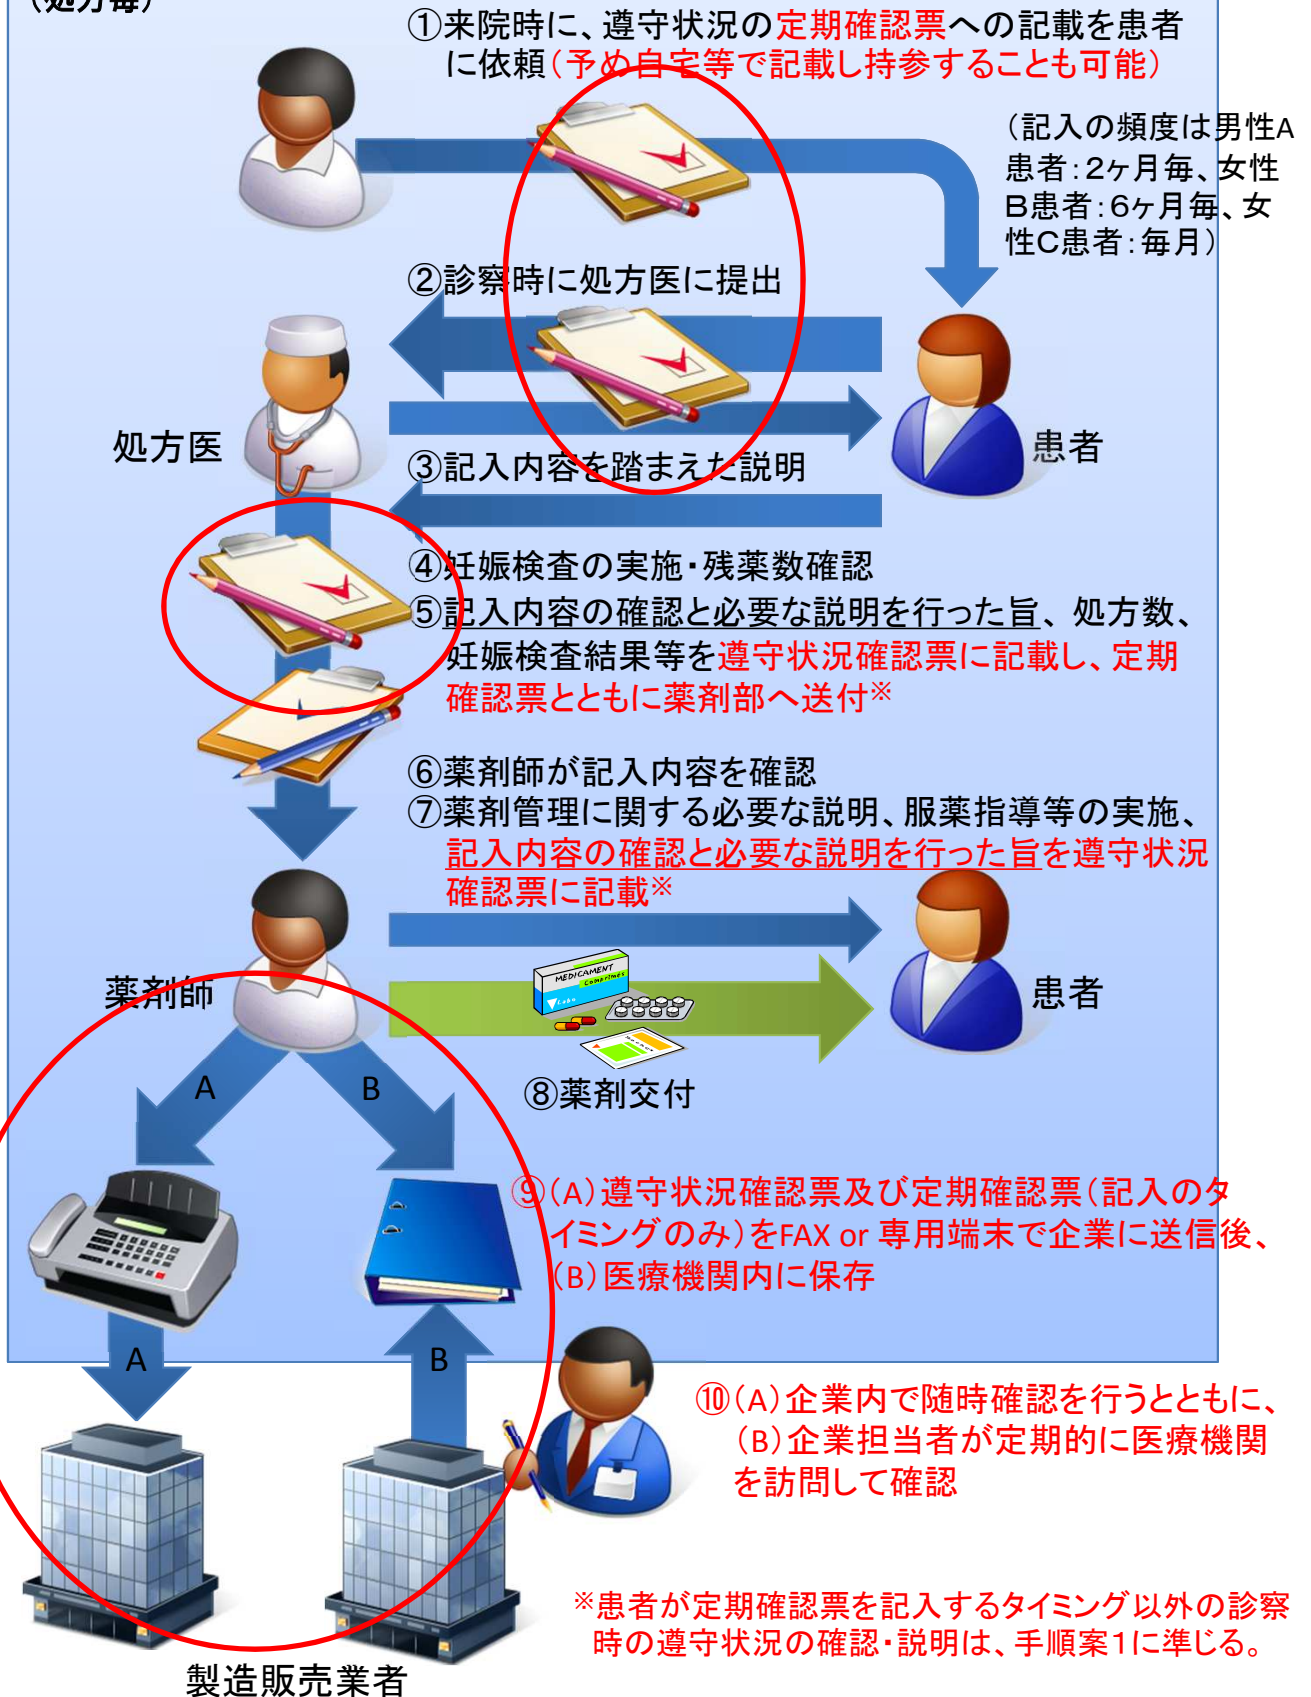 （処方毎）
①来院時に、遵守状況の定期確認票への記載を患者
に依頼（予め自宅等で記載し持参することも可能）
（記入の頻度は男性A
患者：2ヶ月毎、女性
B患者：6ヶ月毎、女
性C患者：毎月）
②診察時に処方医に提出
処方医
患者
③記入内容を踏まえた説明
④妊娠検査の実施・残薬数確認
⑤記入内容の確認と必要な説明を行った旨、処方数、
妊娠検査結果等を遵守状況確認票に記載し、定期
確認票とともに薬剤部へ送付※
⑥薬剤師が記入内容を確認
⑦薬剤管理に関する必要な説明、服薬指導等の実施、
記入内容の確認と必要な説明を行った旨を遵守状況
確認票に記載※
薬剤師
MEDICAMENT
Comprimes
Labo
患者
A
B
⑧薬剤交付
⑨（A）遵守状況確認票及び定期確認票（記入のタ
イミングのみ）をFAX or 専用端末で企業に送信後、
（B）医療機関内に保存
A
B
⑩（A）企業内で随時確認を行うとともに、
（B）企業担当者が定期的に医療機関
を訪問して確認
※患者が定期確認票を記入するタイミング以外の診察
時の遵守状況の確認・説明は、手順案１に準じる。
製造販売業者